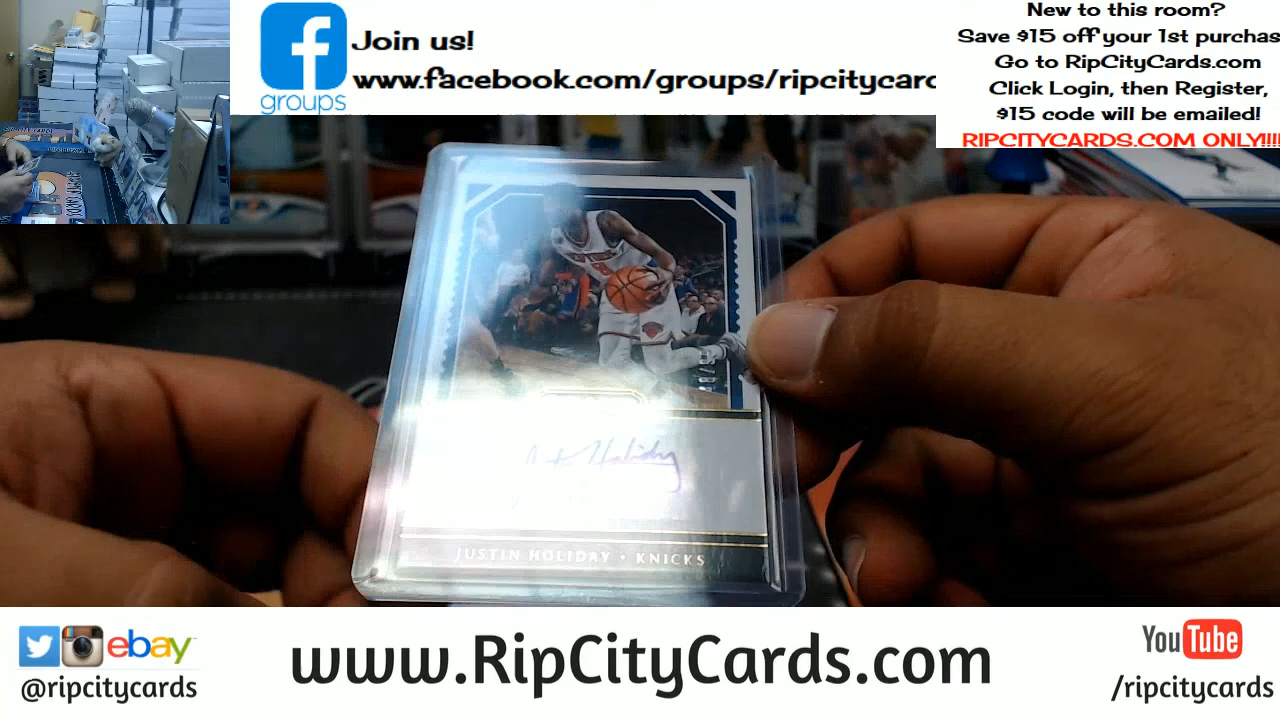 f
groups
Join us!
www.facebook.com/groups/ripcitycarc
New to this room?
Save $15 off your 1st purchas
Go to RipCityCards.com
Click Login, then Register,
$15 code will be emailed!
RIPCITYCARDS.COM ONLY!!!!
Holiday
JUSTIN HOLIDAY • KNICKS
ebay
@ripcitycards
www.RipCityCards.com
YouTube
/ripcitycards